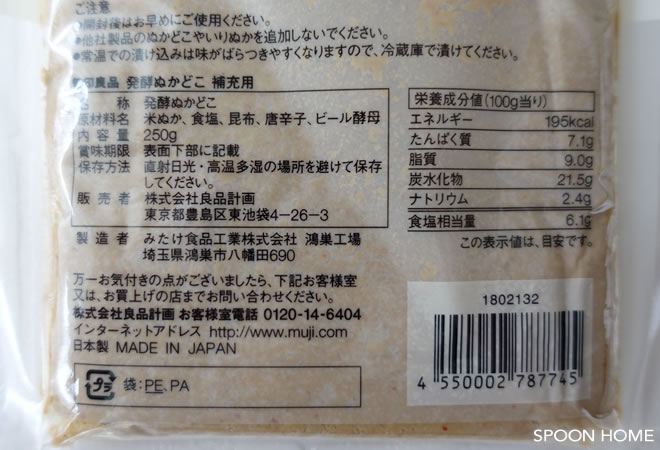 ご注意
●開封後はお早めにご使用ください。
●他社製品のぬかどこやいりぬかを追加しないでください。
●常温での漬け込みは味がばらつきやすくなりますので、冷蔵庫で漬けてください。
無印良品 発酵ぬかどこ 補充用
名 称 発酵ぬかどこ
原材料名 米ぬか、食塩、昆布、唐辛子、ビール酵母
内 容 量 250g
賞味期限 表面下部に記載
保存方法 直射日光・高温多湿の場所を避けて保存
してください。
販 売 者 株式会社良品計画
東京都豊島区東池袋4-26-3
製 造 者 みたけ食品工業株式会社 鴻巣工場
埼玉県鴻巣市八幡田690
万一お気付きの点がございましたら、下記お客様室
又は、お買上げの店までお問い合わせください。
株式会社良品計画 お客様室電話 0120-14-6404
インターネットアドレス http://www.muji.com
日本製 MADE IN JAPAN
プラ 袋:PE、PA
栄養成分値(100g当り)
エネルギー 195kcal
たんぱく質 7.1g
脂質 9.0g
炭水化物 21.5g
ナトリウム 2.4g
食塩相当量 6.1g
この表示値は、目安です。
1802132
4 550002 787745
SPOON HOME